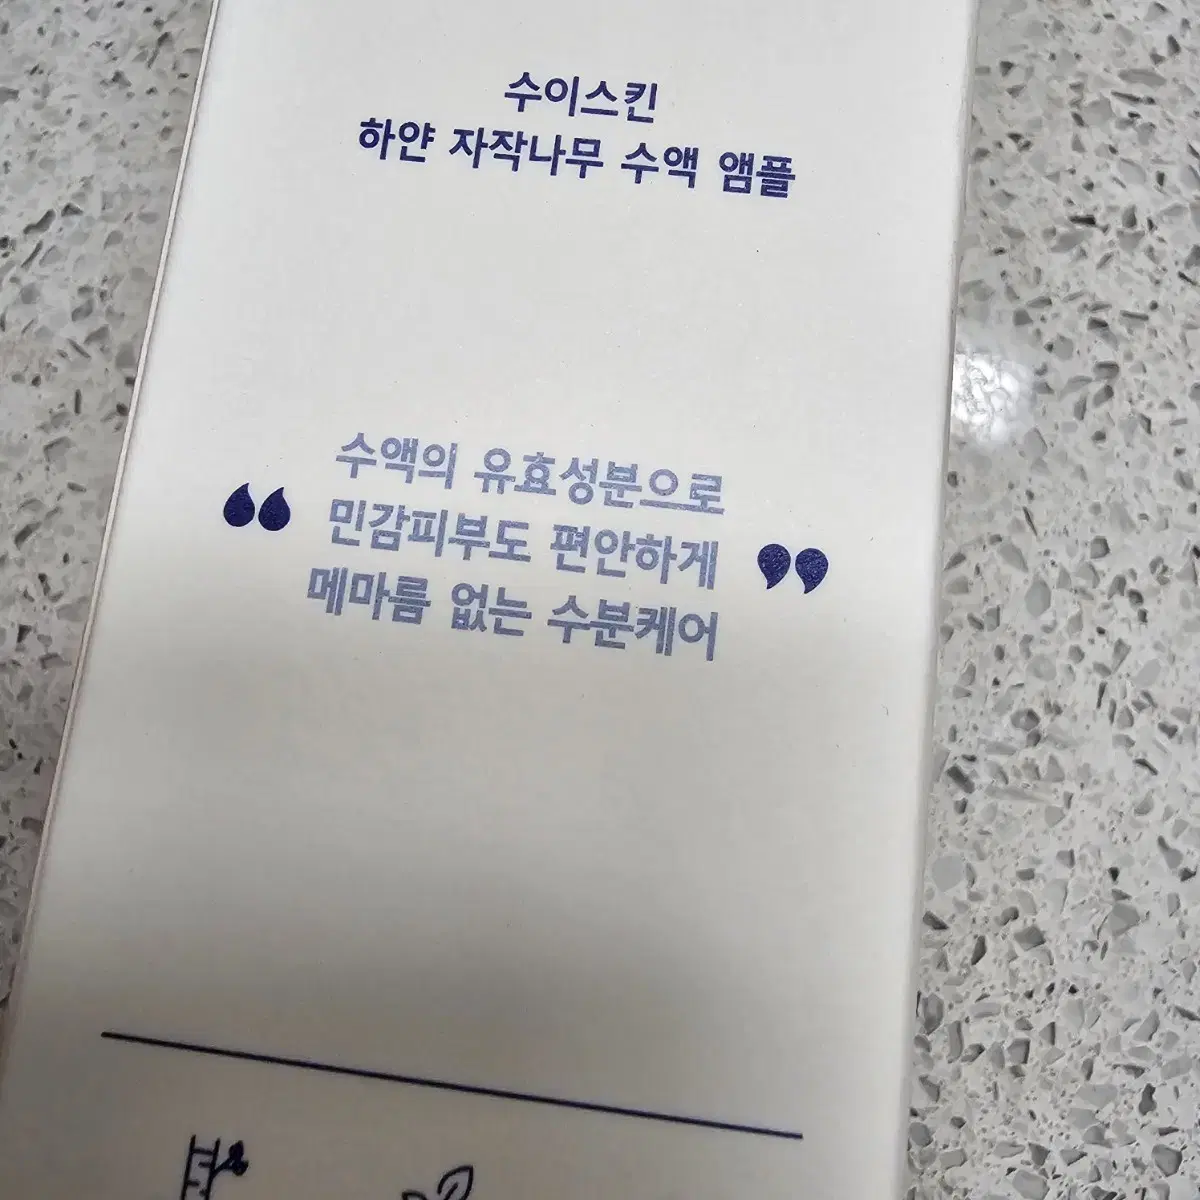 수이스킨
하얀 자작나무 수액 앰플
수액의 유효성분으로
“ 민감피부도 편안하게 ”
메마름 없는 수분케어